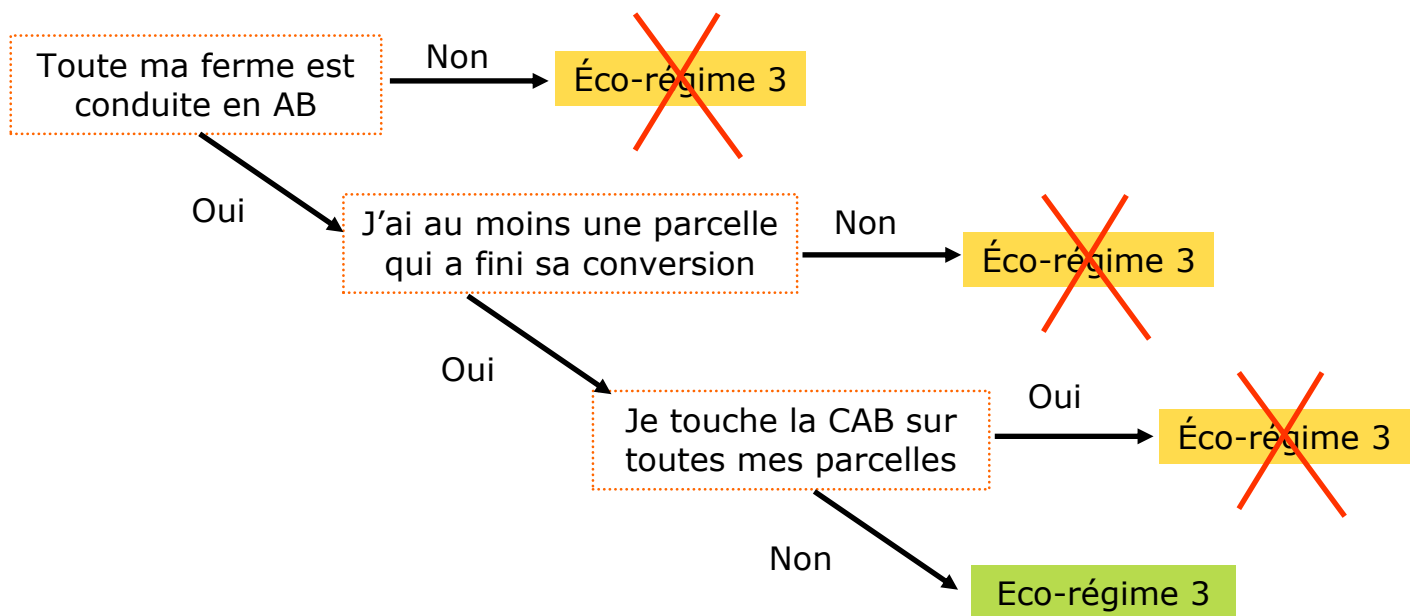 Toute ma ferme est
conduite en AB
Non
Éco-régime 3
Oui
J’ai au moins une parcelle
qui a fini sa conversion
Non
Éco-régime 3
Oui
Je touche la CAB sur
toutes mes parcelles
Oui
Éco-régime 3
Non
Eco-régime 3